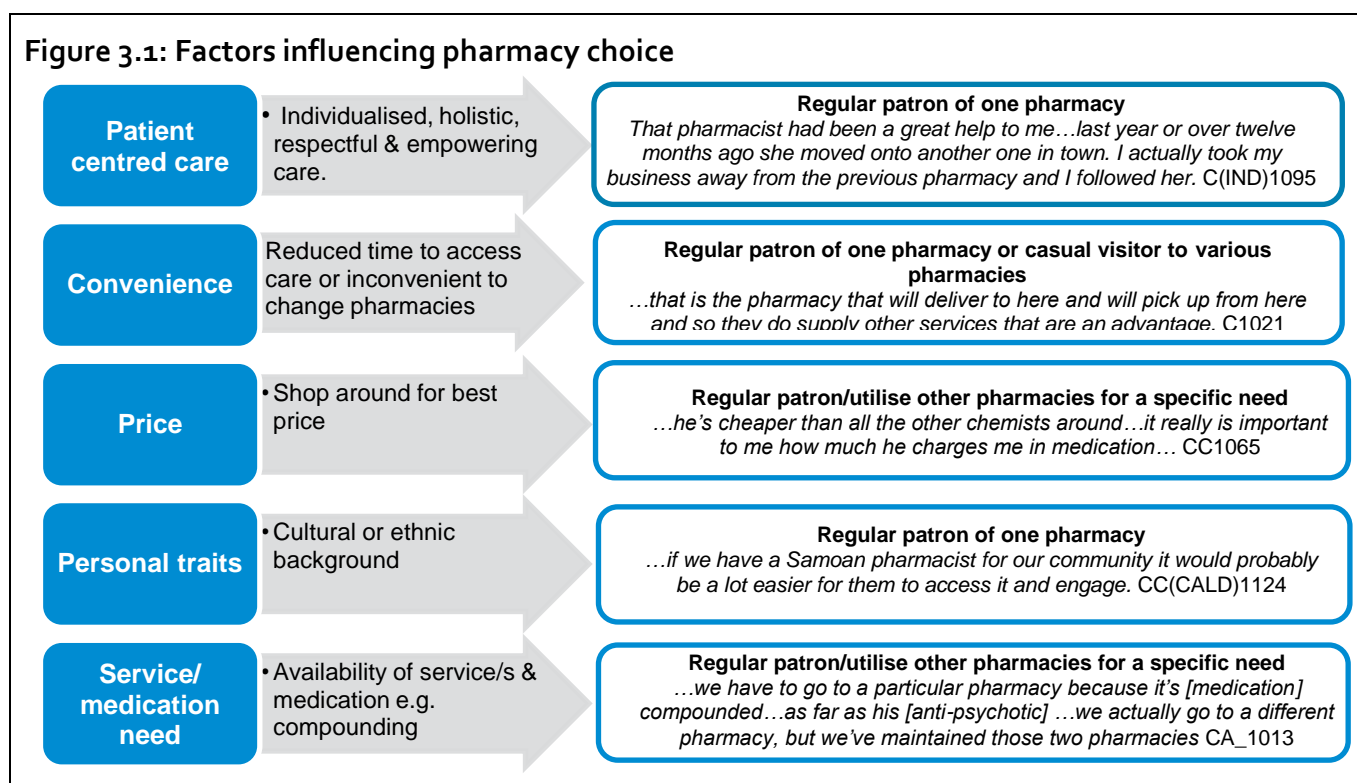 Figure 3.1: Factors influencing pharmacy choice
Patient
centred care
• Individualised, holistic,
respectful & empowering
care.
Regular patron of one pharmacy
That pharmacist had been a great help to me…last year or over twelve
months ago she moved onto another one in town. I actually took my
business away from the previous pharmacy and I followed her. C(IND)1095
Convenience
Reduced time to access
care or inconvenient to
change pharmacies
Regular patron of one pharmacy or casual visitor to various
pharmacies
…that is the pharmacy that will deliver to here and will pick up from here
and so they do supply other services that are an advantage. C1021
Price
•Shop around for best
price
Regular patron/utilise other pharmacies for a specific need
…he's cheaper than all the other chemists around…it really is important
to me how much he charges me in medication… CC1065
Personal traits
•Cultural or ethnic
background
Regular patron of one pharmacy
…if we have a Samoan pharmacist for our community it would probably
be a lot easier for them to access it and engage. CC(CALD)1124
Service/
medication
need
•Availability of service/s &
medication e.g.
compounding
Regular patron/utilise other pharmacies for a specific need
…we have to go to a particular pharmacy because it's [medication]
compounded…as far as his [anti-psychotic] …we actually go to a different
pharmacy, but we've maintained those two pharmacies CA_1013